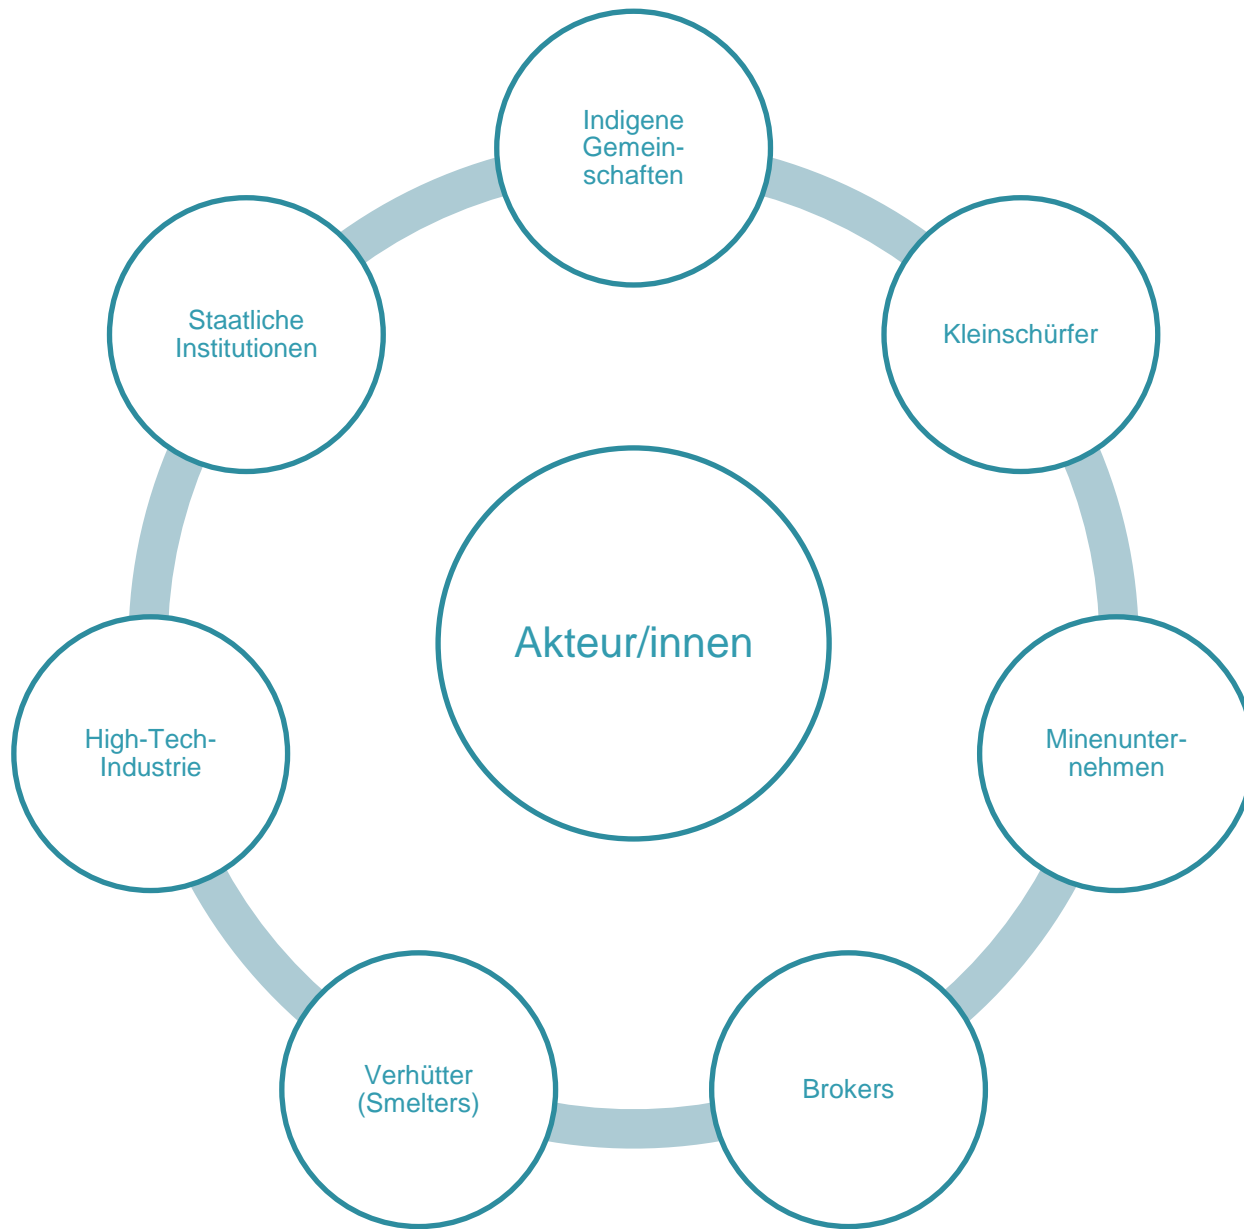 Indigene
Gemein-
schaften
Staatliche
Institutionen
Kleinschürfer
Akteur/innen
High-Tech-
Industrie
Minenunter-
nehmen
Verhütter
(Smelters)
Brokers